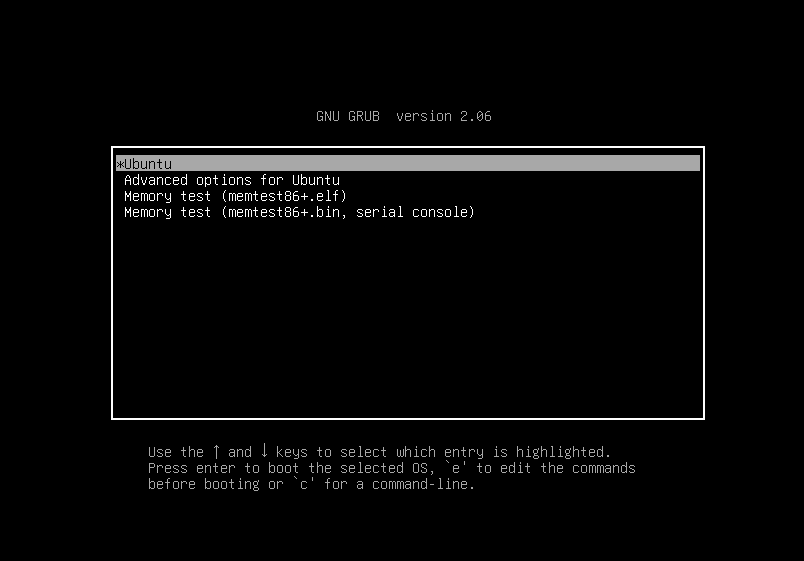 GNU GRUB  version 2.06
*Ubuntu
Advanced options for Ubuntu
Memory test (memtest86+.elf)
Memory test (memtest86+.bin, serial console)
Use the ↑ and ↓ keys to select which entry is highlighted.
Press enter to boot the selected OS, `e' to edit the commands
before booting or `c' for a command-line.